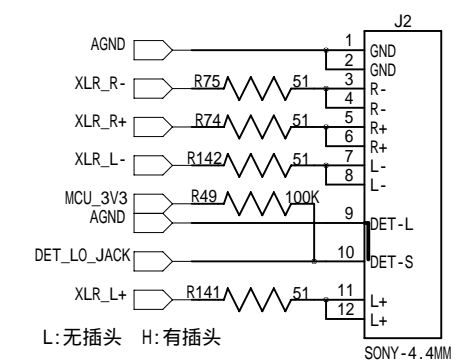 J2
AGND
1 GND
2 GND
XLR_R- R75 51 3 R-
4 R-
XLR_R+ R74 51 5 R+
6 R+
XLR_L- R142 51 7 L-
8 L-
MCU_3V3 R49 100K
AGND 9 DET-L
DET_LO_JACK 10 DET-S
XLR_L+ R141 51 11 L+
12 L+
L:无插头 H:有插头
SONY-4.4MM